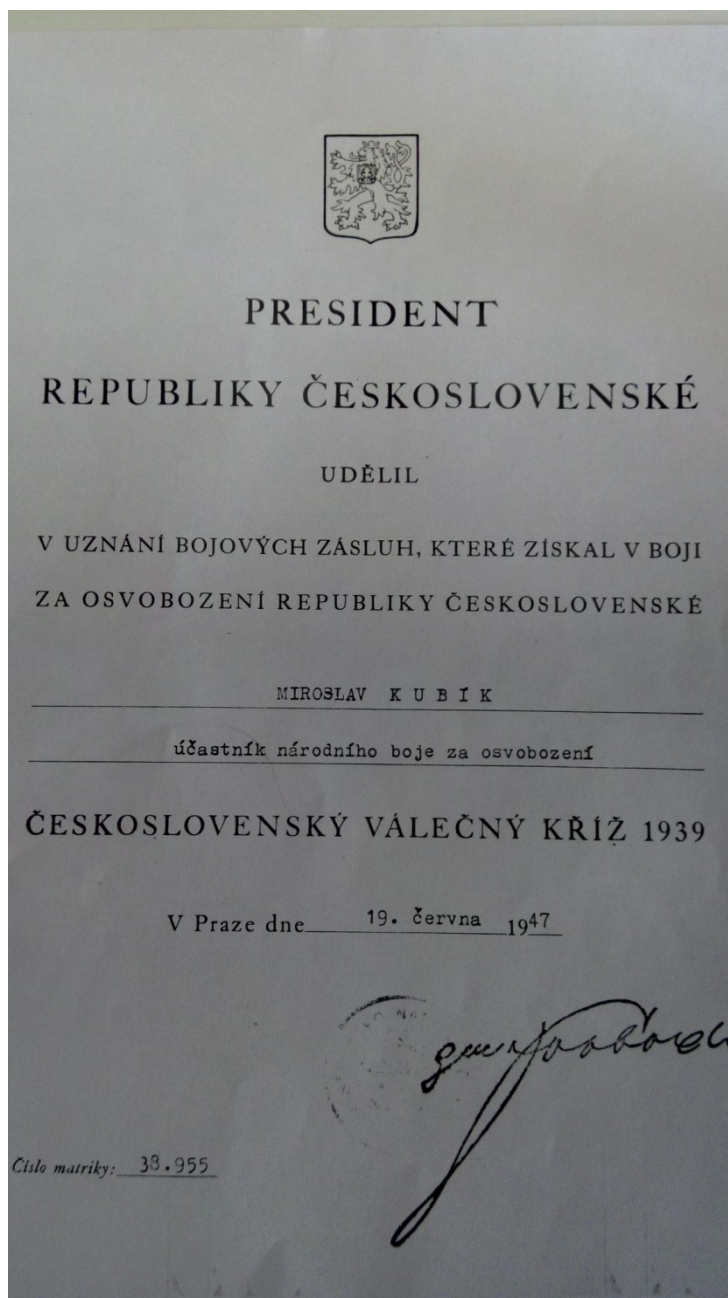 PRESIDENT
REPUBLIKY ČESKOSLOVENSKÉ
UDĚLIL
V UZNÁNÍ BOJOVÝCH ZÁSLUH, KTERÉ ZÍSKAL V BOJI
ZA OSVOBOZENÍ REPUBLIKY ČESKOSLOVENSKÉ
MIROSLAV K U B Í K
účastník národního boje za osvobození
ČESKOSLOVENSKÝ VÁLEČNÝ KŘÍŽ 1939
V Praze dne 19. června 1947
Číslo matriky: 38.955